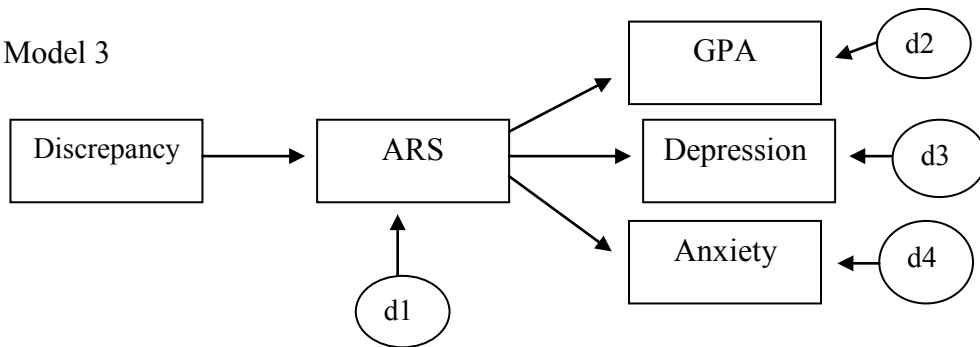 Model 3
GPA
d2
Discrepancy
ARS
Depression
d3
Anxiety
d4
d1